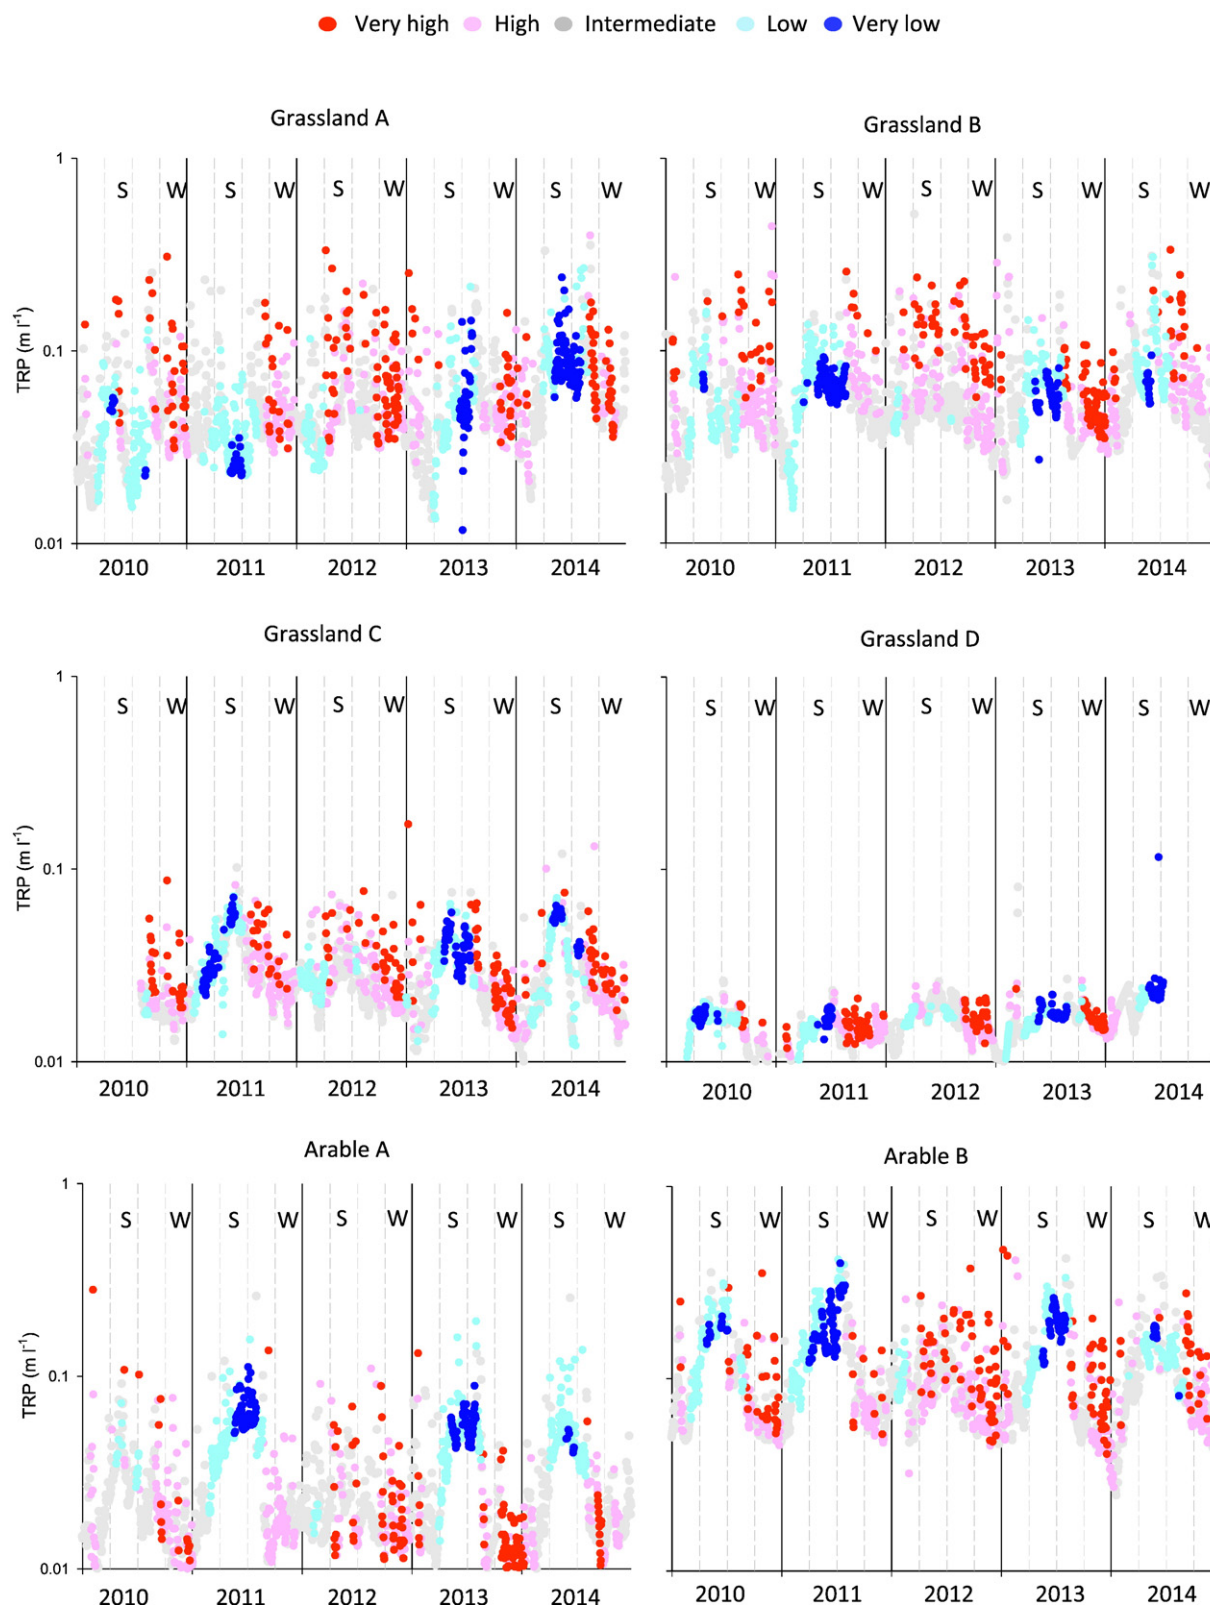 Very high High Intermediate Low Very low
Grassland A
Grassland B
1
S W S W S W S W S W
S W S W S W S W S W
TRP (m l-1)
0.1
0.01
2010 2011 2012 2013 2014
2010 2011 2012 2013 2014
Grassland C
Grassland D
1
S W S W S W S W S W
S W S W S W S W S W
TRP (m l-1)
0.1
0.01
2010 2011 2012 2013 2014
2010 2011 2012 2013 2014
Arable A
Arable B
1
S W S W S W S W S W
S W S W S W S W S W
TRP (m l-1)
0.1
0.01
2010 2011 2012 2013 2014
2010 2011 2012 2013 2014